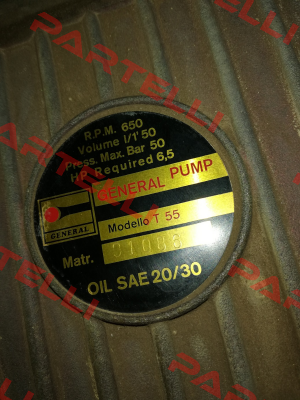 PARTELLI
R.P.M. 650
Volume l/1' 50
Press. Max. Bar 50
HP Required 6,5
GENERAL PUMP
GENERAL
Modello T 55
Matr.
OIL SAE 20/30